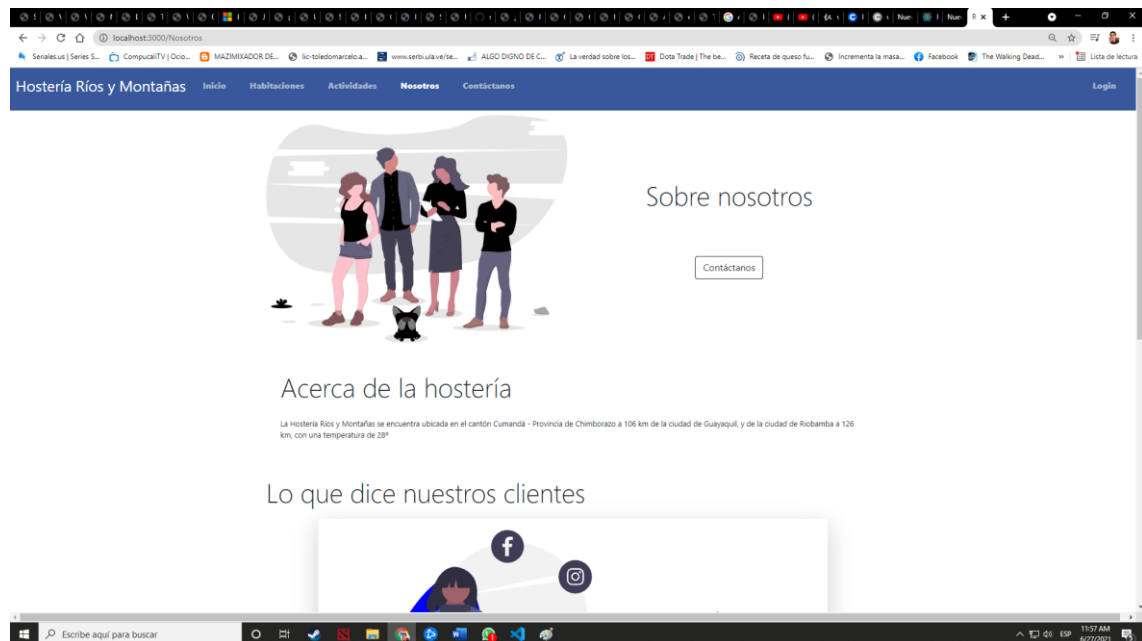 localhost:3000/Nosotros
Seriales.us | Series S... CompucaliTV | Ocio... MAZIMIXADOR DE... lic-toledomarcelo.a... www.serbi.ula.ve/se... ALGO DIGNO DE C... La verdad sobre los... Dota Trade | The be... Receta de queso fu... Incrementa la masa... Facebook The Walking Dead... » Lista de lectura
Hostería Ríos y Montañas Inicio Habitaciones Actividades Nosotros Contáctanos Login
Sobre nosotros
Contáctanos
Acerca de la hostería
La Hostería Ríos y Montañas se encuentra ubicada en el cantón Cumandá - Provincia de Chimborazo a 106 km de la ciudad de Guayaquil, y de la ciudad de Riobamba a 126
km, con una temperatura de 28º
Lo que dice nuestros clientes
Escribe aquí para buscar
ESP
11:57 AM
6/27/2021